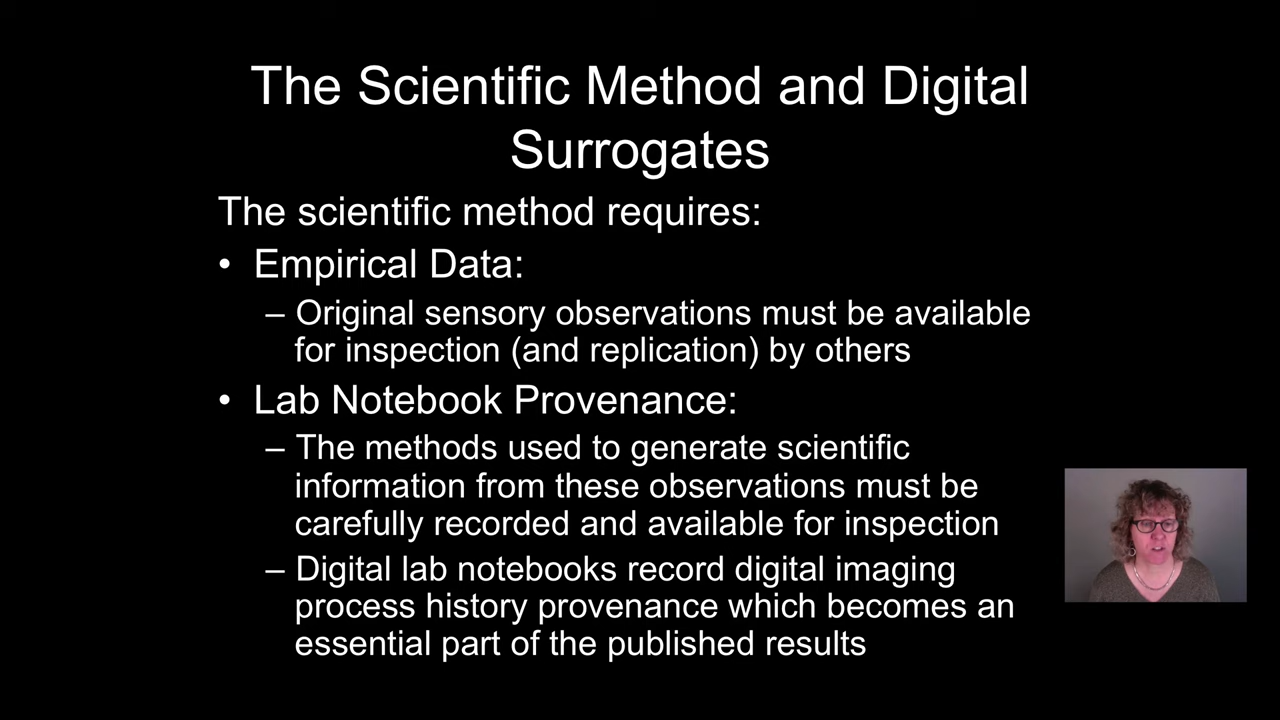 The Scientific Method and Digital
Surrogates
The scientific method requires:
• Empirical Data:
– Original sensory observations must be available
for inspection (and replication) by others
• Lab Notebook Provenance:
– The methods used to generate scientific
information from these observations must be
carefully recorded and available for inspection
– Digital lab notebooks record digital imaging
process history provenance which becomes an
essential part of the published results